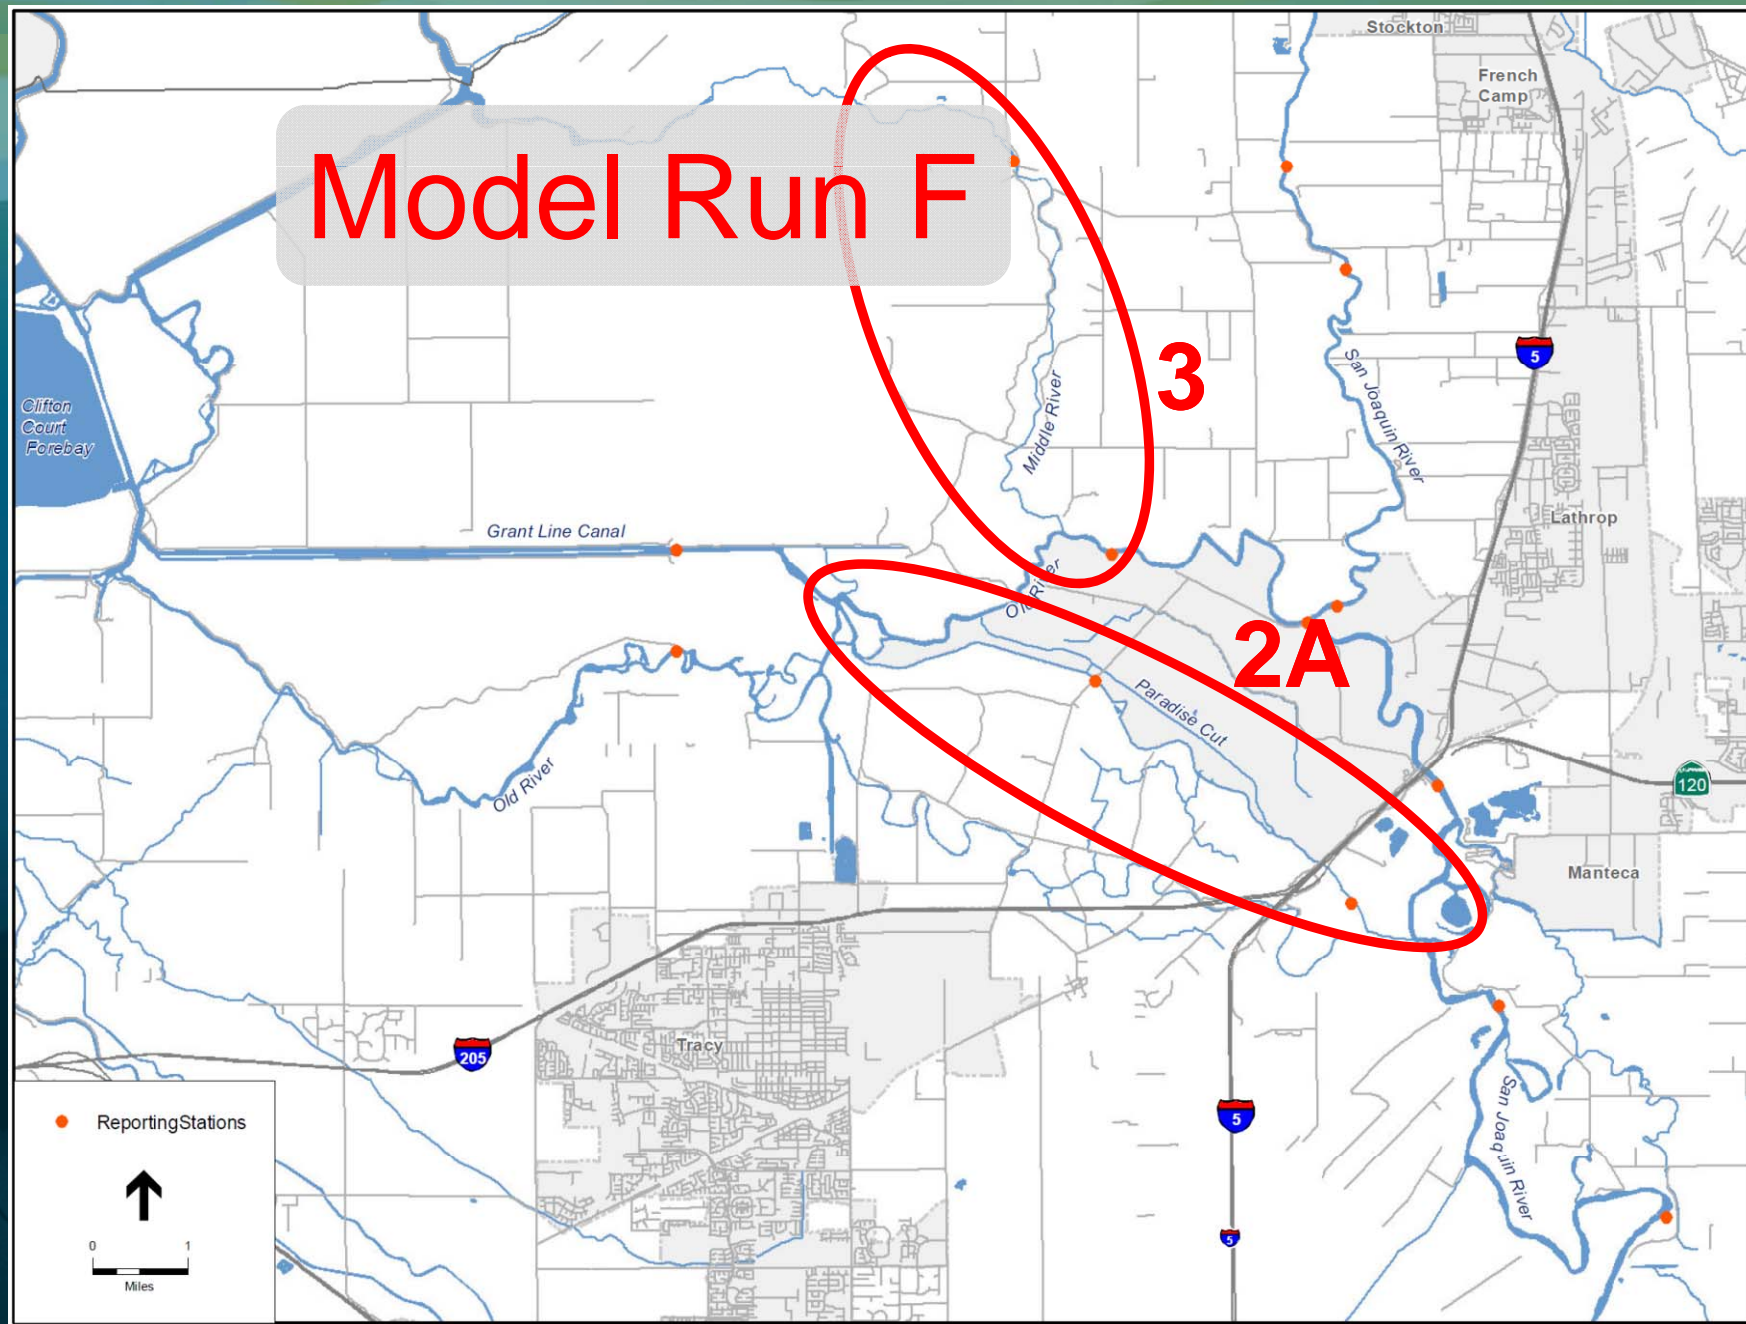 Stockton
French
Camp
Model Run F
3
5
San Joaquin River
Clifton
Court
Forebay
Middle River
Lathrop
Grant Line Canal
Old River
2A
Paradise Cut
Old River
120
Manteca
Tracy
205
San Joaquin River
5
ReportingStations
5
0 1
Miles